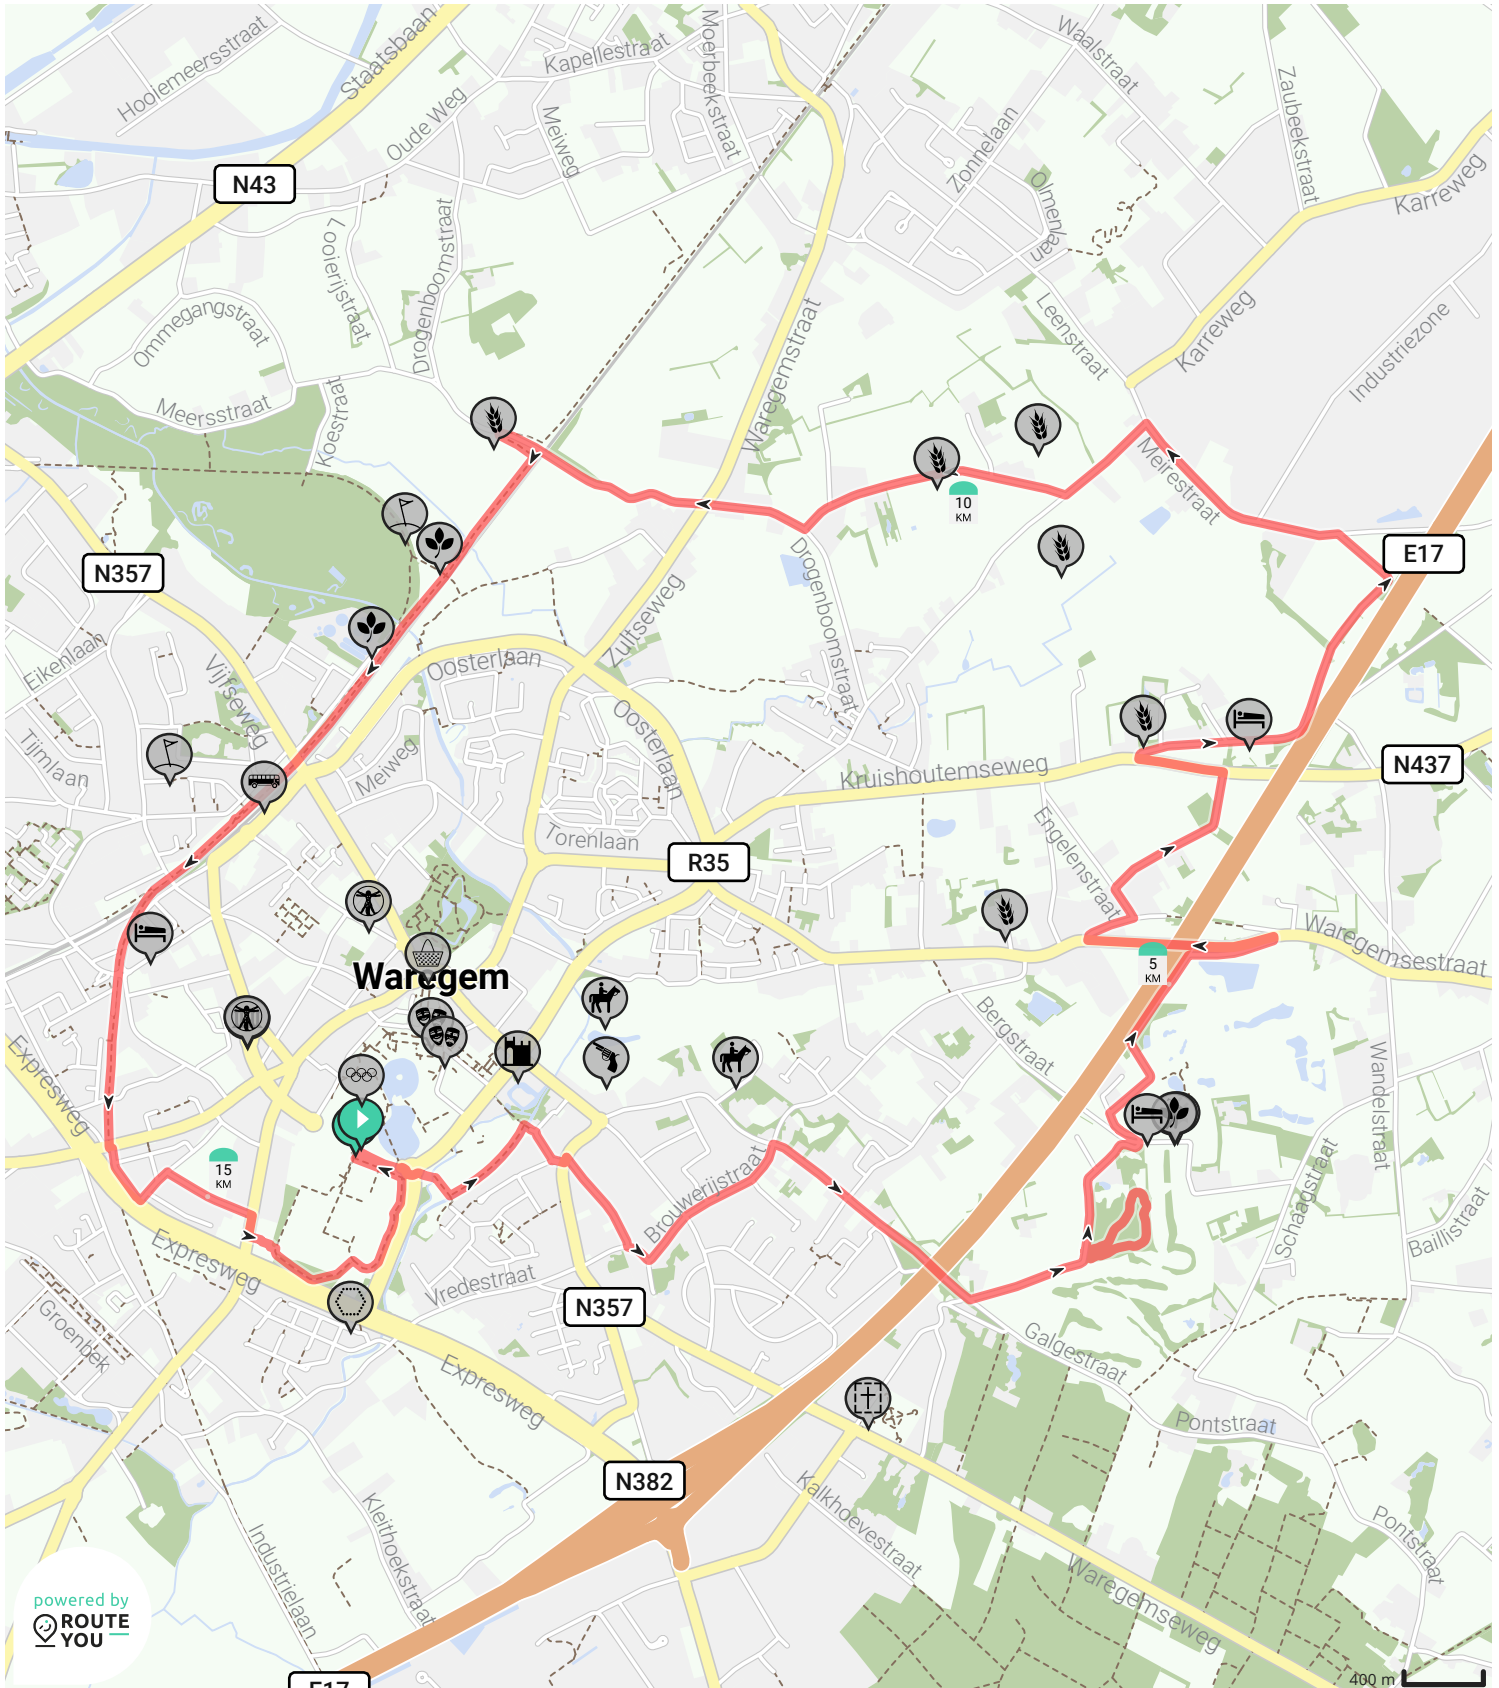 Hoolemeersstraat
Staatsbaan
Kapellestraat
Moerbeekstraat
Waalstraat
Zaubeekstraat
Oude Weg
Meiweg
Zonnelaan
Olmenlaan
Karreweg
N43
Looierijstraat
Drogenboomstraat
Ommegangstraat
Leenstraat
Karreweg
Industriezone
Waregemstraat
Meersstraat
Koestraat
Meirestraat
10
KM
E17
N357
Drogenboomstraat
Zultseweg
Eikenlaan
Vijfseweg
Oosterlaan
Oosterlaan
Tijmlaan
Meiweg
Kruishoutemseweg
N437
Torenlaan
R35
Engelenstraat
Waregem
Waregemsestraat
5
KM
Bergstraat
Expresweg
Wandelstraat
15
KM
Brouwerijstraat
Schaagstraat
Baillistraat
Expresweg
Vredestraat
N357
Groenbek
Galgestraat
Expresweg
Pontstraat
N382
Kalkhoevestraat
Kleithoekstraat
Industrielaan
Pontstraat
Waregemseweg
powered by
ROUTE
YOU
E17
400 m